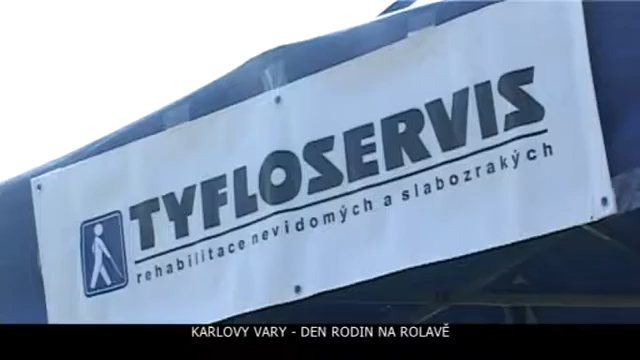 TYFLOSERVIS
rehabilitace nevidomých a slabozrakých
KARLOVY VARY - DEN RODIN NA ROLAVĚ